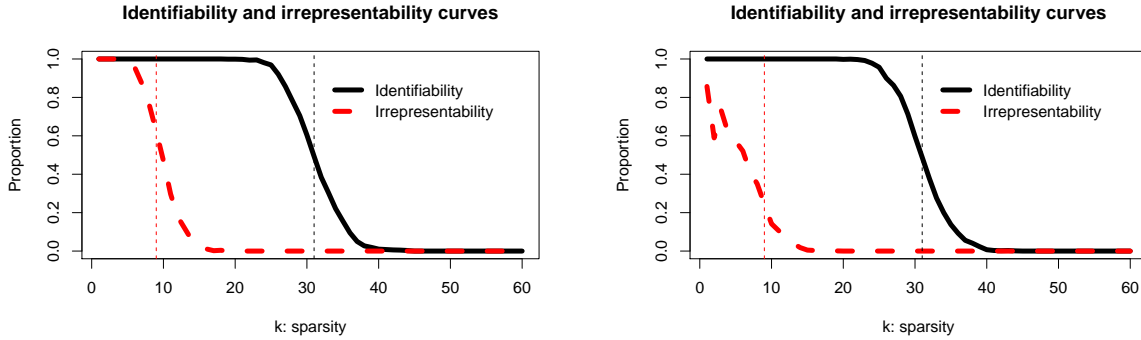 Identifiability and irrepresentability curves
Proportion
0.0 0.2 0.4 0.6 0.8 1.0
Identifiability
Irrepresentability
0 10 20 30 40 50 60
k: sparsity
Identifiability and irrepresentability curves
Proportion
0.0 0.2 0.4 0.6 0.8 1.0
Identifiability
Irrepresentability
0 10 20 30 40 50 60
k: sparsity